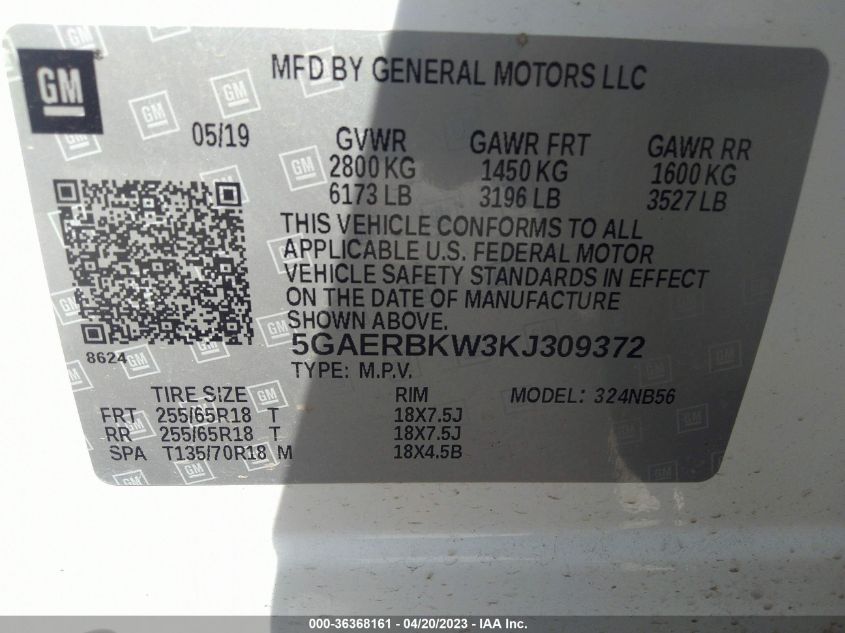 GM
MFD BY GENERAL MOTORS LLC
05/19 GVWR GAWR FRT GAWR RR
2800 KG 1450 KG 1600 KG
6173 LB 3196 LB 3527 LB
THIS VEHICLE CONFORMS TO ALL
APPLICABLE U.S. FEDERAL MOTOR
VEHICLE SAFETY STANDARDS IN EFFECT
ON THE DATE OF MANUFACTURE
SHOWN ABOVE.
8624
5GAERBKW3KJ309372
TYPE: M.P.V.
TIRE SIZE RIM MODEL: 324NB56
FRT 255/65R18 T 18X7.5J
RR 255/65R18 T 18X7.5J
SPA T135/70R18 M 18X4.5B
000-36368161 - 04/20/2023 - IAA Inc.